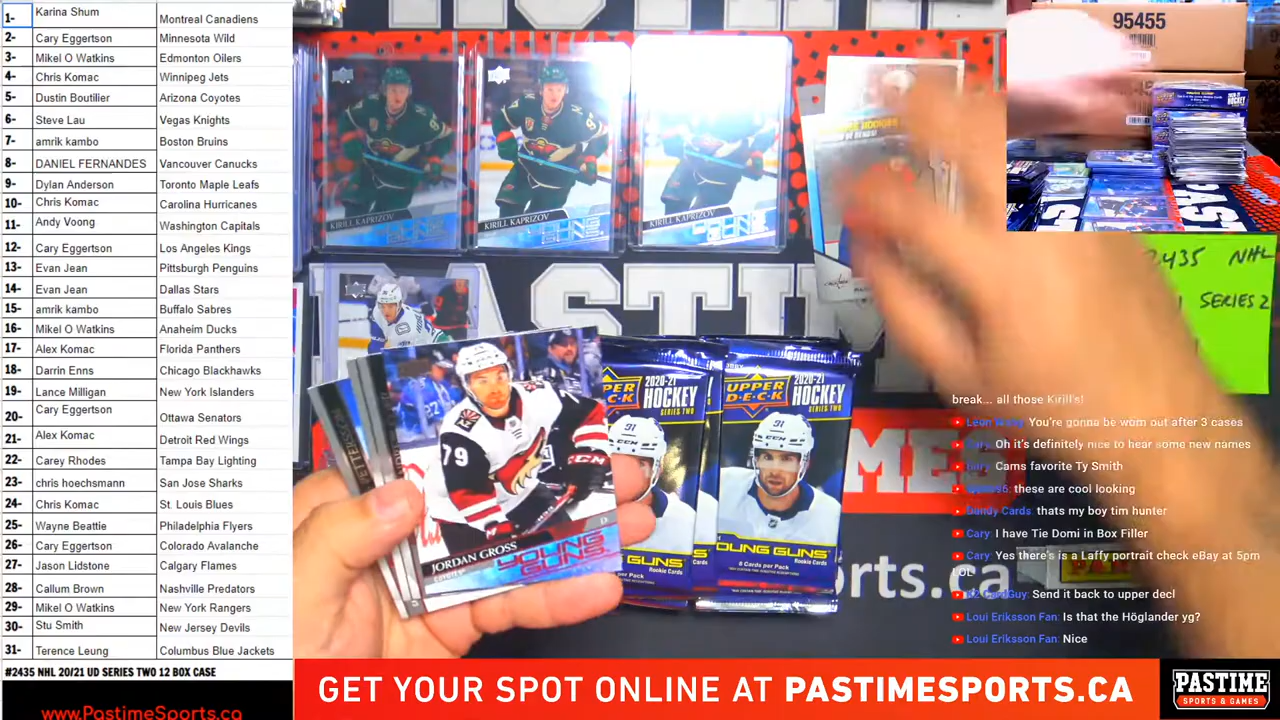 1- Karina Shum Montreal Canadiens
2- Cary Eggertson Minnesota Wild
3- Mikel O Watkins Edmonton Oilers
4- Chris Komac Winnipeg Jets
5- Dustin Boutilier Arizona Coyotes
6- Steve Lau Vegas Knights
7- amrik kambo Boston Bruins
8- DANIEL FERNANDES Vancouver Canucks
9- Dylan Anderson Toronto Maple Leafs
10- Chris Komac Carolina Hurricanes
11- Andy Voong Washington Capitals
12- Cary Eggertson Los Angeles Kings
13- Evan Jean Pittsburgh Penguins
14- Evan Jean Dallas Stars
15- amrik kambo Buffalo Sabres
16- Mikel O Watkins Anaheim Ducks
17- Alex Komac Florida Panthers
18- Darrin Enns Chicago Blackhawks
19- Lance Milligan New York Islanders
20- Cary Eggertson Ottawa Senators
21- Alex Komac Detroit Red Wings
22- Carey Rhodes Tampa Bay Lighting
23- chris hoechsmann San Jose Sharks
24- Chris Komac St. Louis Blues
25- Wayne Beattie Philadelphia Flyers
26- Cary Eggertson Colorado Avalanche
27- Jason Lidstone Calgary Flames
28- Callum Brown Nashville Predators
29- Mikel O Watkins New York Rangers
30- Stu Smith New Jersey Devils
31- Terence Leung Columbus Blue Jackets
#2435 NHL 20/21 UD SERIES TWO 12 BOX CASE
www.PastimeSports.ca
KIRILL KAPRIZOV
KIRILL KAPRIZOV
KIRILL KAPRIZOV
95455
2435 NHL
SERIES 2
79
JORDAN GROSS
YOUNG GUNS
2020-21
HOCKEY
SERIES TWO
UPPER DECK
2020-21
HOCKEY
SERIES TWO
YOUNG GUNS
Rookie Cards
8 Cards per Pack
break... all those Kirill's!
You're gonna be worn out after 3 cases
Cary: Oh it's definitely nice to hear some new names
Cams favorite Ty Smith
these are cool looking
Cards: thats my boy tim hunter
Cary: I have Tie Domi in Box Filler
Cary: Yes there's a Laffy portrait check eBay at 5pm
LOL
Send it back to upper decl
Loui Eriksson Fan: Is that the Höglander yg?
Loui Eriksson Fan: Nice
GET YOUR SPOT ONLINE AT PASTIMESPORTS.CA
PASTIME
SPORTS & GAMES